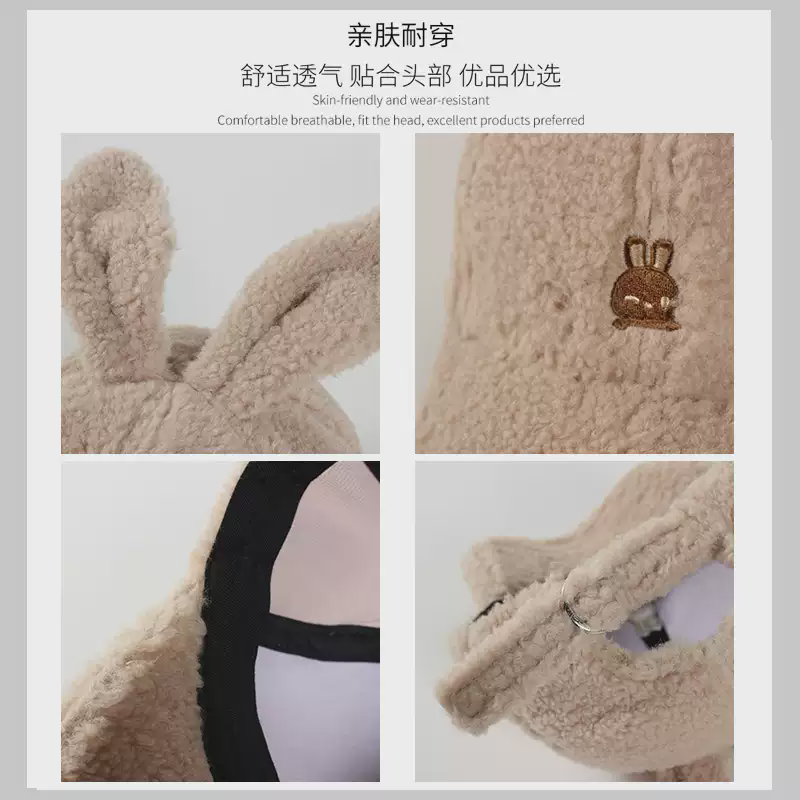 亲肤耐穿
舒适透气 贴合头部 优品优选
Skin-friendly and wear-resistant
Comfortable breathable, fit the head, excellent products preferred